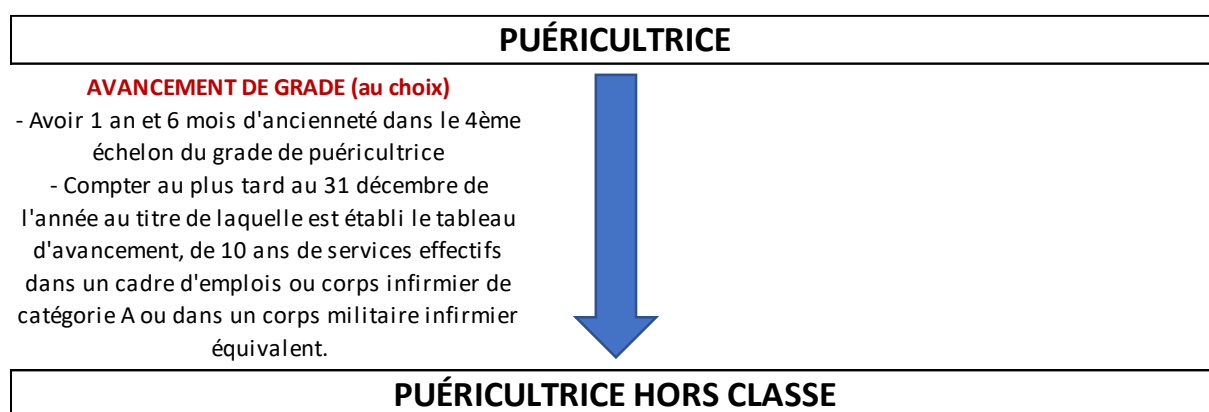 PUÉRICULTRICE
AVANCEMENT DE GRADE (au choix)
- Avoir 1 an et 6 mois d'ancienneté dans le 4ème
échelon du grade de puéricultrice
- Compter au plus tard au 31 décembre de
l'année au titre de laquelle est établi le tableau
d'avancement, de 10 ans de services effectifs
dans un cadre d'emplois ou corps infirmier de
catégorie A ou dans un corps militaire infirmier
équivalent.
PUÉRICULTRICE HORS CLASSE